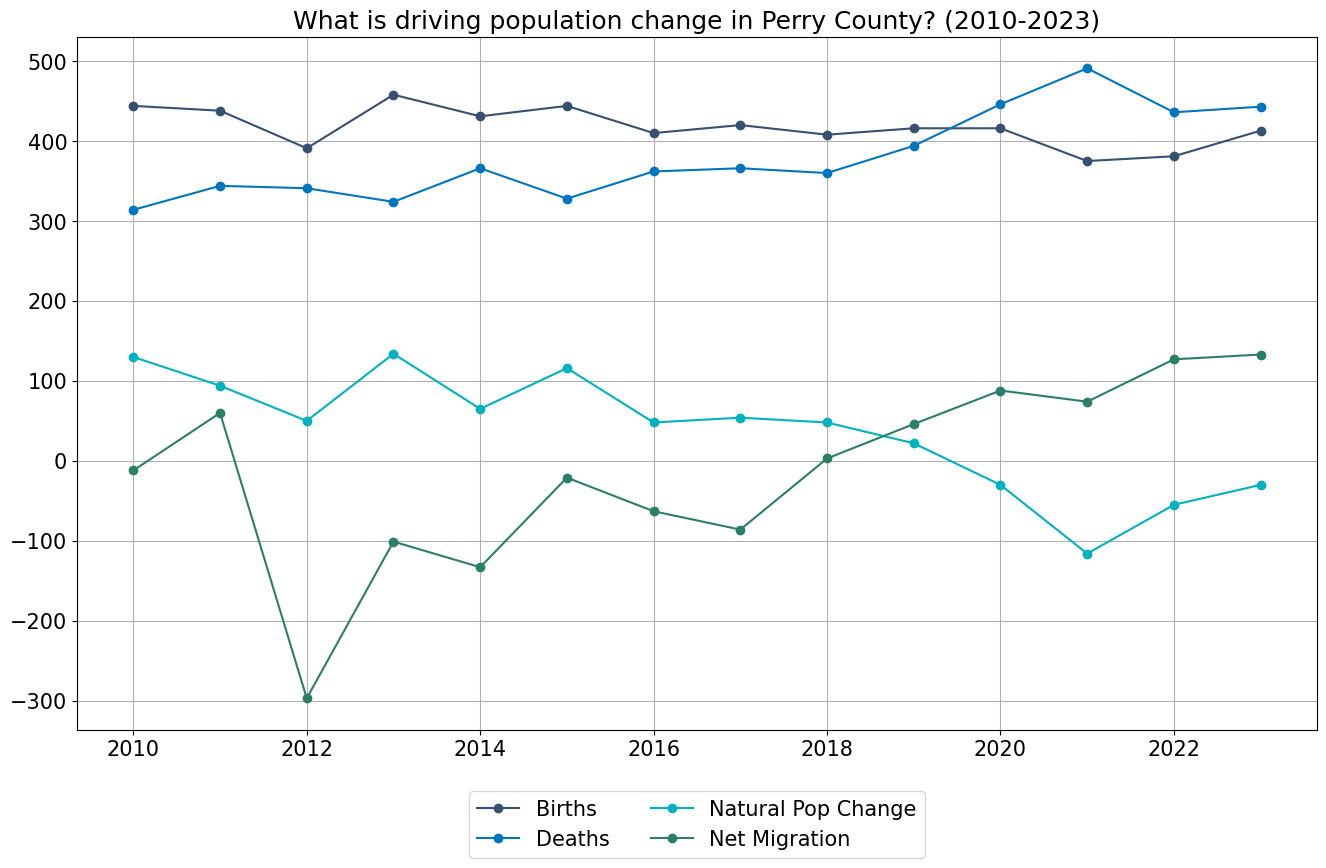 What is driving population change in Perry County? (2010-2023)
500
400
300
200
100
0
−100
−200
−300
2010 2012 2014 2016 2018 2020 2022
Births Natural Pop Change
Deaths Net Migration